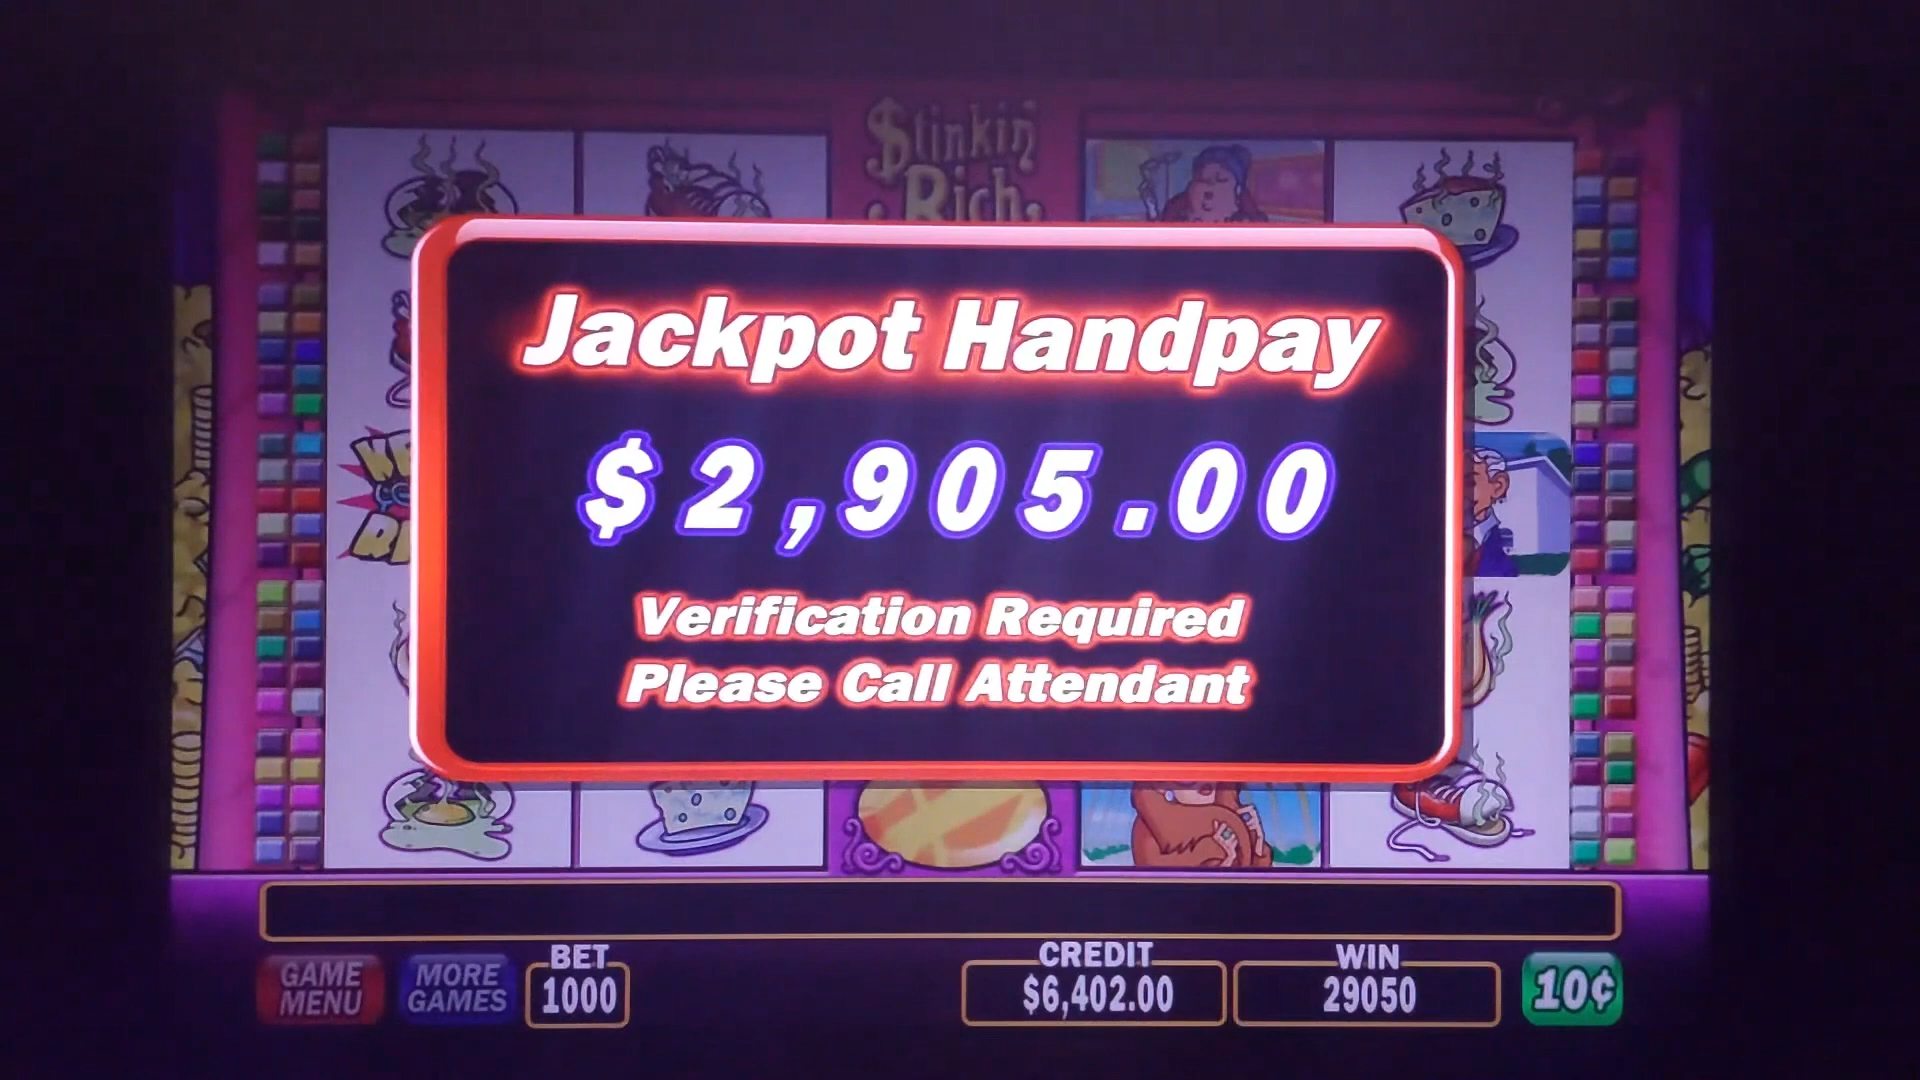 $tinkin'
Rich
Jackpot Handpay
$2,905.00
Verification Required
Please Call Attendant
GAME
MENU
MORE
GAMES
BET
1000
CREDIT
$6,402.00
WIN
29050
10¢